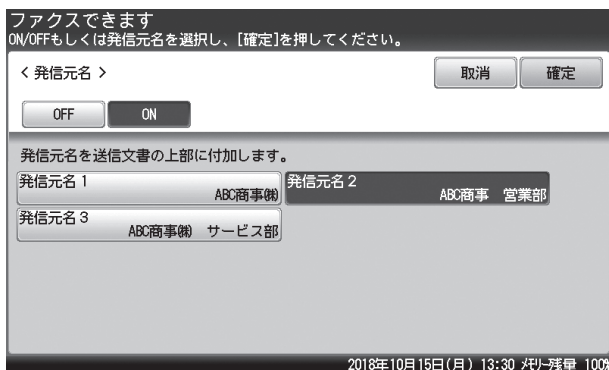 ファクスできます
ON/OFFもしくは発信元名を選択し、[確定]を押してください。
< 発信元名 >
取消
確定
OFF
ON
発信元名を送信文書の上部に付加します。
発信元名 1
ABC商事㈱
発信元名 2
ABC商事 営業部
発信元名 3
ABC商事㈱ サービス部
2018年10月15日(月) 13:30 ﾒﾓﾘｰ残量 100%